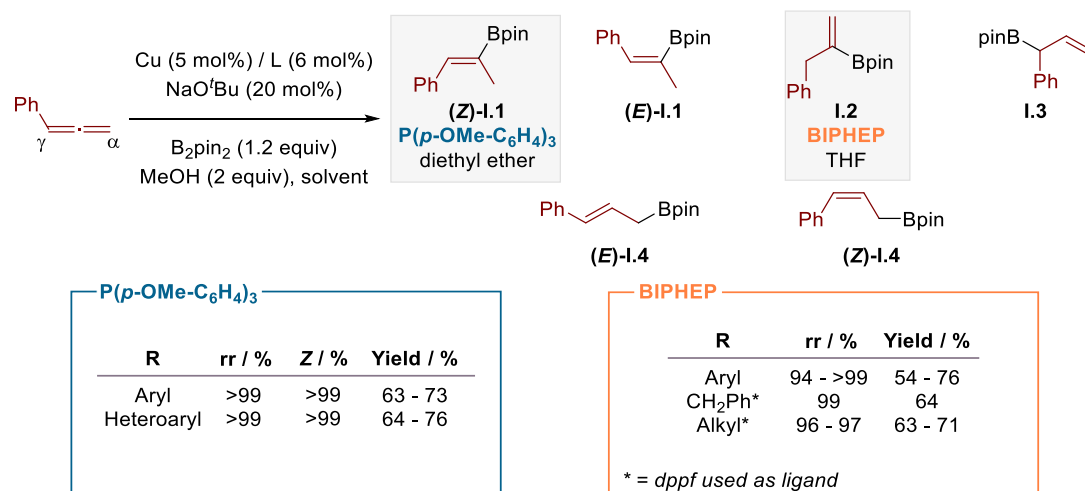 Cu (5 mol%) / L (6 mol%)
NaOᵗBu (20 mol%)
B₂pin₂ (1.2 equiv)
MeOH (2 equiv), solvent
Ph
γ
α
Bpin
Ph
(Z)-I.1
P(p-OMe-C₆H₄)₃
diethyl ether
Ph
Bpin
(E)-I.1
Bpin
Ph
I.2
BIPHEP
THF
pinB
Ph
I.3
Ph
Bpin
(E)-I.4
Ph
Bpin
(Z)-I.4
P(p-OMe-C₆H₄)₃
R rr / % Z / % Yield / %
Aryl >99 >99 63 - 73
Heteroaryl >99 >99 64 - 76
BIPHEP
R rr / % Yield / %
Aryl 94 - >99 54 - 76
CH₂Ph* 99 64
Alkyl* 96 - 97 63 - 71
* = dppf used as ligand